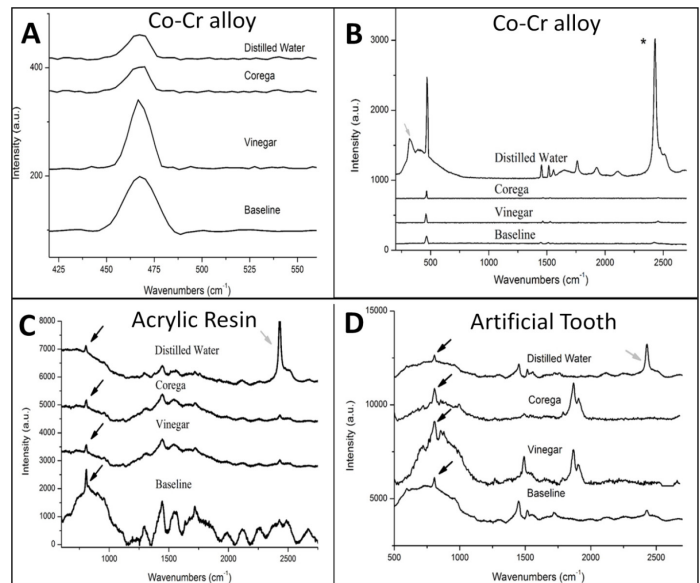 A
Co-Cr alloy
Distilled Water
Corega
Vinegar
Baseline
400
200
Intensity (a.u.)
425 450 475 500 525 550
Wavenumbers (cm⁻¹)
B
Co-Cr alloy
*
Distilled Water
Corega
Vinegar
Baseline
3000
2000
1000
0
Intensity (a.u.)
500 1000 1500 2000 2500
Wavenumbers (cm⁻¹)
C
Acrylic Resin
Distilled Water
Corega
Vinegar
Baseline
8000
7000
6000
5000
4000
3000
2000
1000
0
Intensity (a.u.)
1000 1500 2000 2500
Wavenumbers (cm⁻¹)
D
Artificial Tooth
Distilled Water
Corega
Vinegar
Baseline
15000
10000
5000
Intensity (a.u.)
500 1000 1500 2000 2500
Wavenumbers (cm⁻¹)